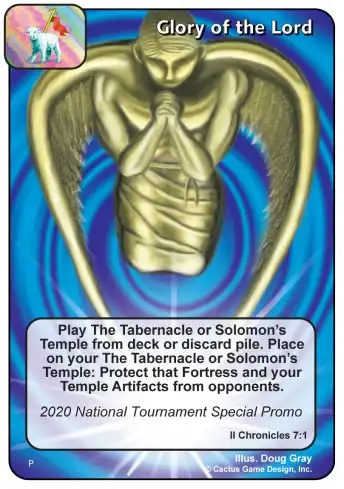 Glory of the Lord
Play The Tabernacle or Solomon's
Temple from deck or discard pile. Place
on your The Tabernacle or Solomon's
Temple: Protect that Fortress and your
Temple Artifacts from opponents.
2020 National Tournament Special Promo
II Chronicles 7:1
P
Illus. Doug Gray
© Cactus Game Design, Inc.